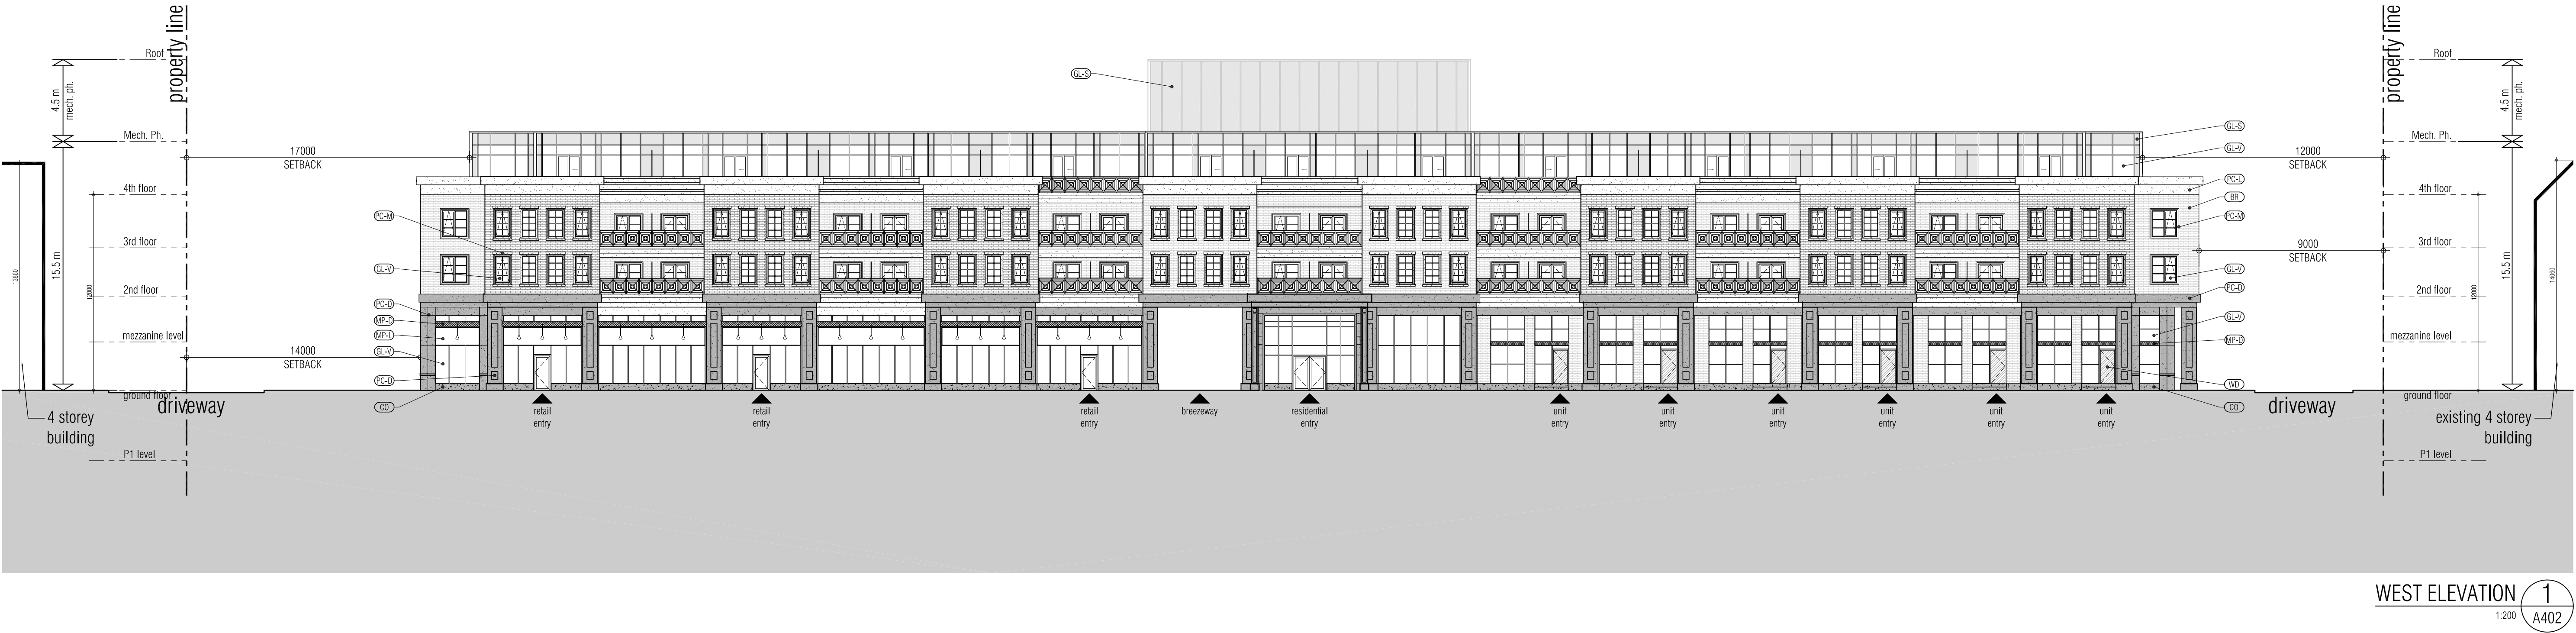 property line
property line
Roof
Roof
4.5 m
mech. ph.
4.5 m
mech. ph.
GL-S
Mech. Ph.
Mech. Ph.
GL-S
GL-V
17000
SETBACK
12000
SETBACK
PC-L
BR
PC-M
4th floor
4th floor
PC-M
3rd floor
3rd floor
9000
SETBACK
15.5 m
15.5 m
13860
12000
12000
14060
GL-V
GL-V
2nd floor
2nd floor
PC-D
PC-D
MP-D
MP-L
GL-V
PC-D
CO
GL-V
MP-D
WD
CO
mezzanine level
mezzanine level
14000
SETBACK
ground floor
ground floor
driveway
driveway
4 storey
building
existing 4 storey
building
retail
entry
retail
entry
retail
entry
breezeway
residential
entry
unit
entry
unit
entry
unit
entry
unit
entry
unit
entry
unit
entry
P1 level
P1 level
WEST ELEVATION
1:200
1
A402